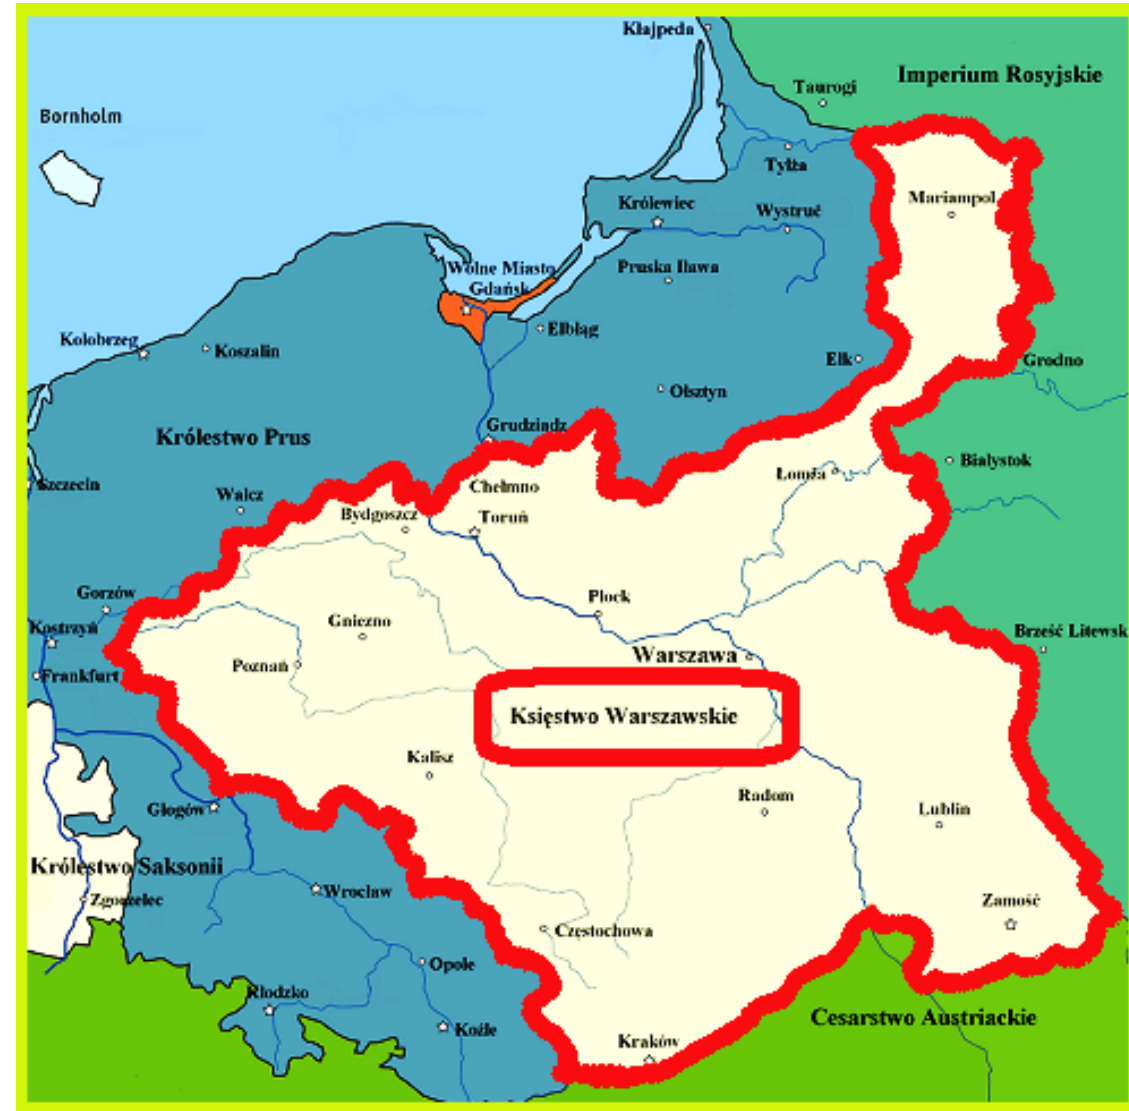 Kłajpeda
Imperium Rosyjskie
Taurogi
Bornholm
Tylża
Mariampol
Królewiec
Wystruć
Wolne Miasto
Gdańsk
Pruska Iława
Elbląg
Kołobrzeg
Koszalin
Ełk
Grodno
Olsztyn
Królestwo Prus
Grudziądz
Białystok
Łomża
Szczecin
Wałcz
Chełmno
Bydgoszcz
Toruń
Gorzów
Płock
Gniezno
Kostrzyń
Brześć Litewsk
Poznań
Warszawa
Frankfurt
Księstwo Warszawskie
Kalisz
Radom
Głogów
Lublin
Królestwo Saksonii
Wrocław
Zgorzelec
Zamość
Częstochowa
Opole
Kłodzko
Cesarstwo Austriackie
Koźle
Kraków